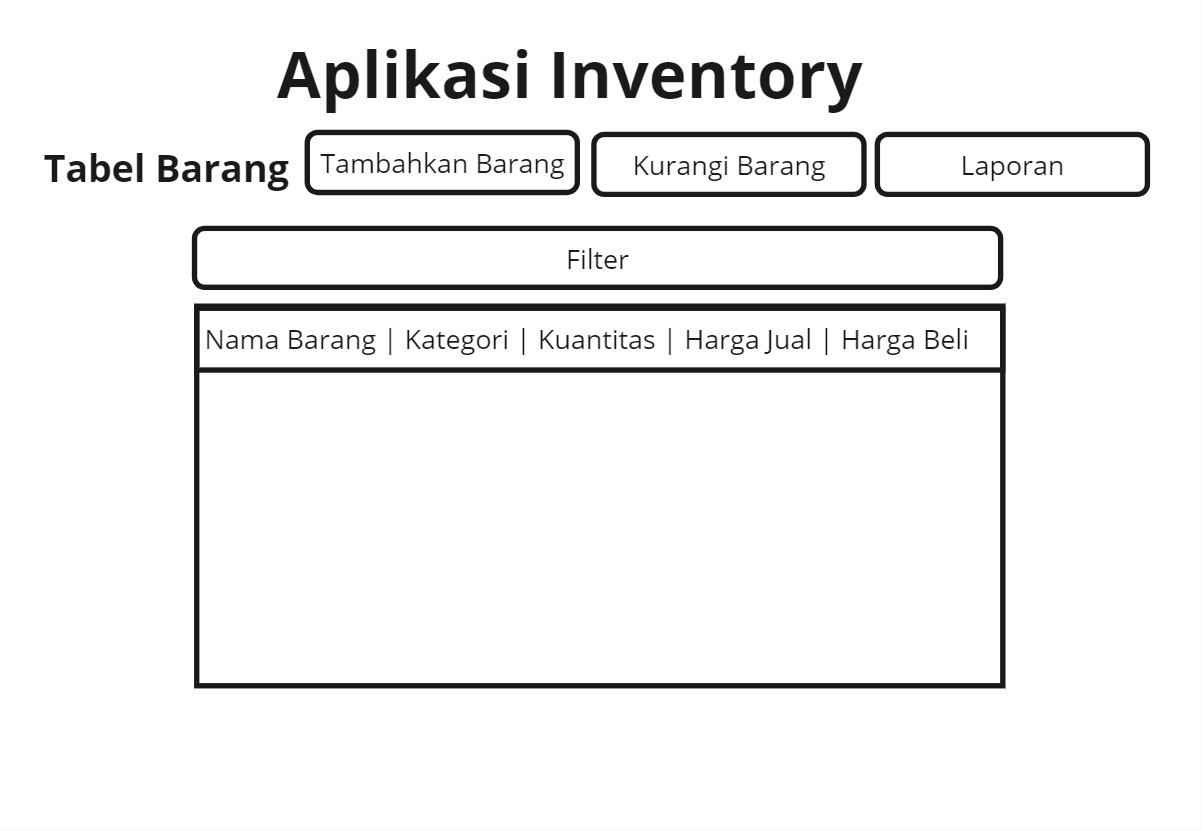 Aplikasi Inventory
Tabel Barang
Tambahkan Barang
Kurangi Barang
Laporan
Filter
Nama Barang | Kategori | Kuantitas | Harga Jual | Harga Beli